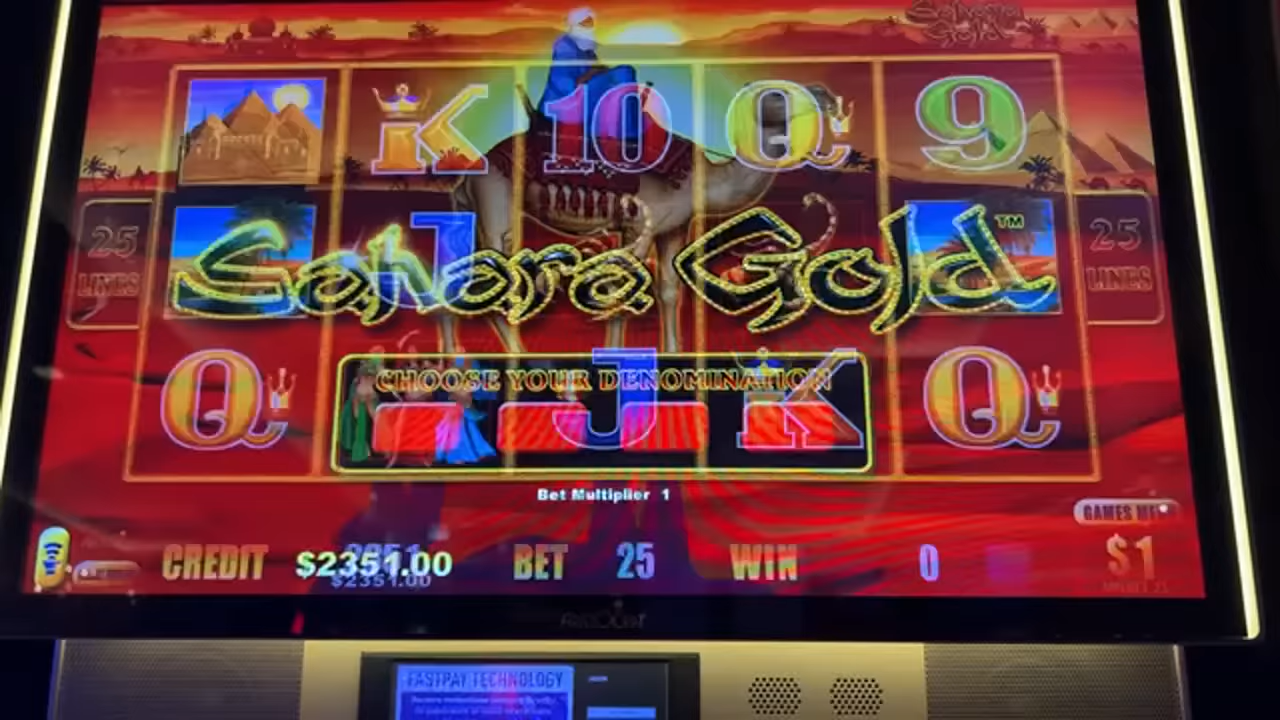 Sahara Gold
K 10 Q 9
Sahara Gold™
J
25 LINES
25 LINES
Q J K Q
CHOOSE YOUR DENOMINATION
Bet Multiplier 1
CREDIT $2351.00 BET 25 WIN 0 $1
FASTPAY TECHNOLOGY